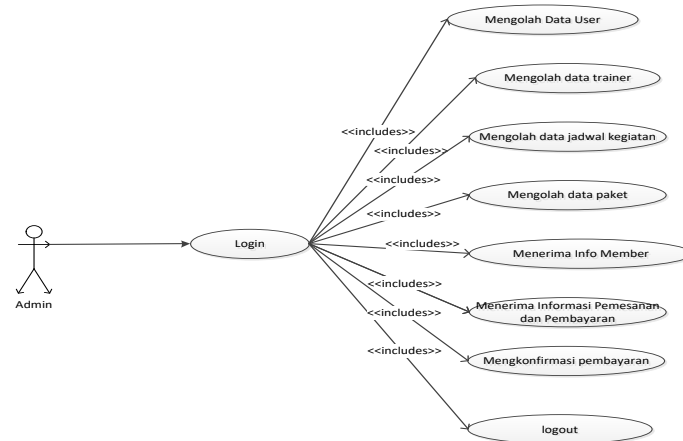 Mengolah Data User
Mengolah data trainer
<<includes>>
Mengolah data jadwal kegiatan
<<includes>>
<<includes>>
Mengolah data paket
<<includes>>
Login
<<includes>>
Menerima Info Member
Admin
<<includes>>
Menerima Informasi Pemesanan
dan Pembayaran
<<includes>>
<<includes>>
Mengkonfirmasi pembayaran
logout